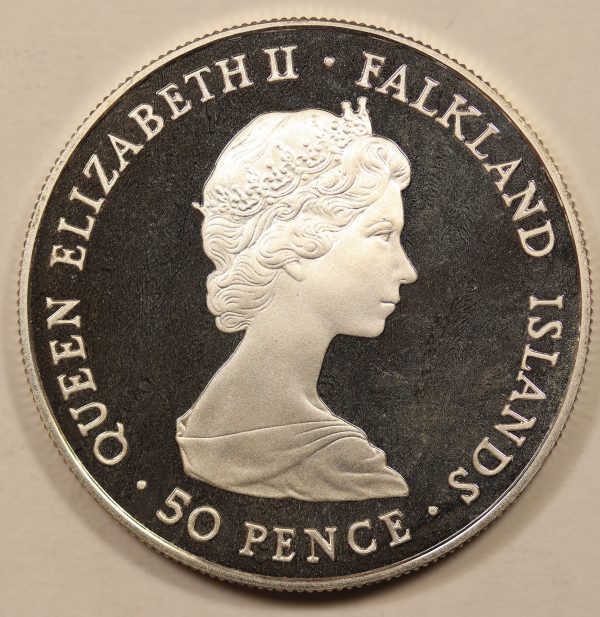 QUEEN ELIZABETH II · FALKLAND ISLANDS · 50 PENCE ·